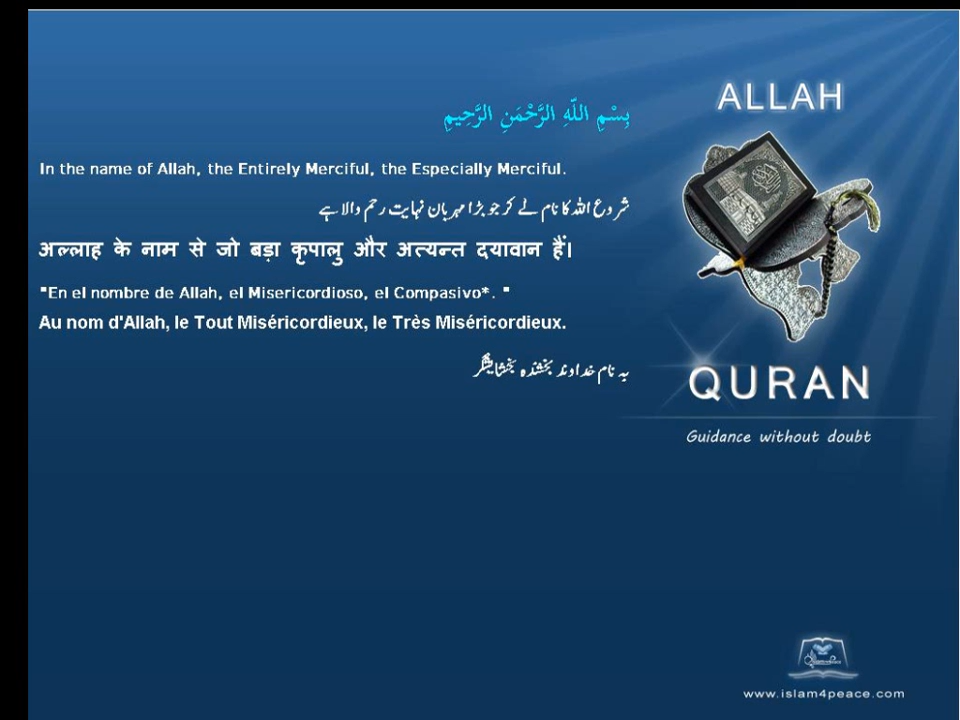 بِسْمِ اللّهِ الرَّحْمَنِ الرَّحِيمِ
In the name of Allah, the Entirely Merciful, the Especially Merciful.
شروع اللہ کا نام لے کر جو بڑا مہربان نہایت رحم والا ہے
अल्लाह के नाम से जो बड़ा कृपालु और अत्यन्त दयावान हैं।
"En el nombre de Allah, el Misericordioso, el Compasivo*. "
Au nom d'Allah, le Tout Miséricordieux, le Très Miséricordieux.
به نام خداوند بخشنده بخشایشگر
ALLAH
QURAN
Guidance without doubt
www.islam4peace.com